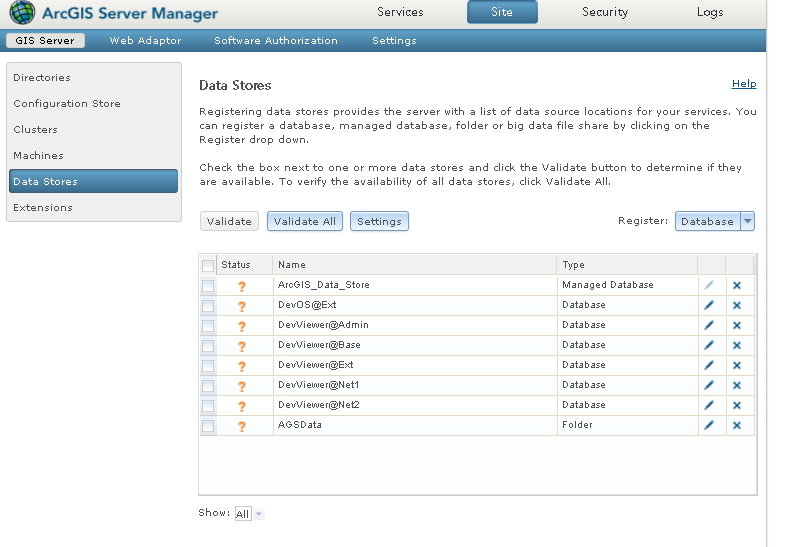 ArcGIS Server Manager Services Site Security Logs
GIS Server Web Adaptor Software Authorization Settings
Directories
Configuration Store
Clusters
Machines
Data Stores
Extensions
Data Stores Help
Registering data stores provides the server with a list of data source locations for your services. You
can register a database, managed database, folder or big data file share by clicking on the
Register drop down.
Check the box next to one or more data stores and click the Validate button to determine if they
are available. To verify the availability of all data stores, click Validate All.
Validate Validate All Settings Register: Database
Status Name Type
? ArcGIS_Data_Store Managed Database
? DevOS@Ext Database
? DevViewer@Admin Database
? DevViewer@Base Database
? DevViewer@Ext Database
? DevViewer@Net1 Database
? DevViewer@Net2 Database
? AGSData Folder
Show: All